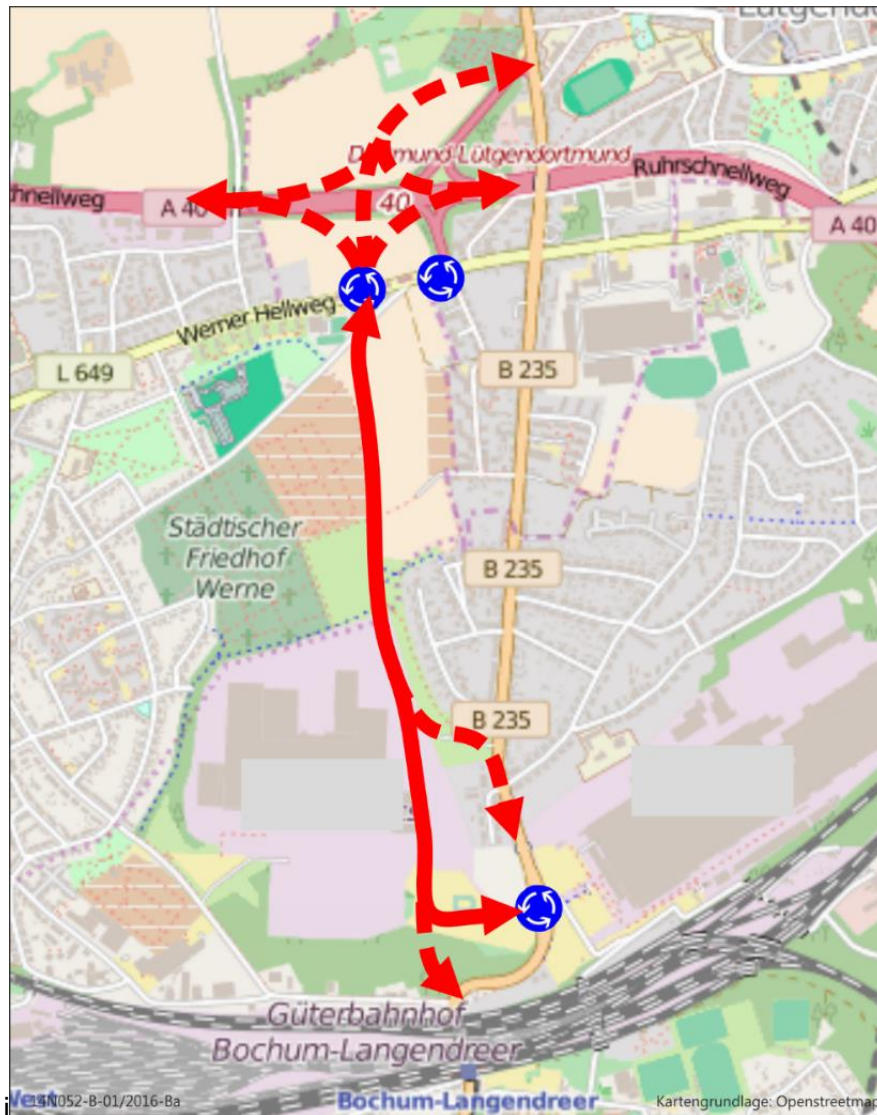 Lütgendo
Dortmund-Lütgendortmund
Ruhrschnellweg
hnellweg
A 40
40
A 40
Werner Hellweg
L 649
B 235
Städtischer
Friedhof
Werne
B 235
B 235
Güterbahnhof
Bochum-Langendreer
i
West
14N052-B-01/2016-Ba
Bochum-Langendreer
Kartengrundlage: Openstreetmap